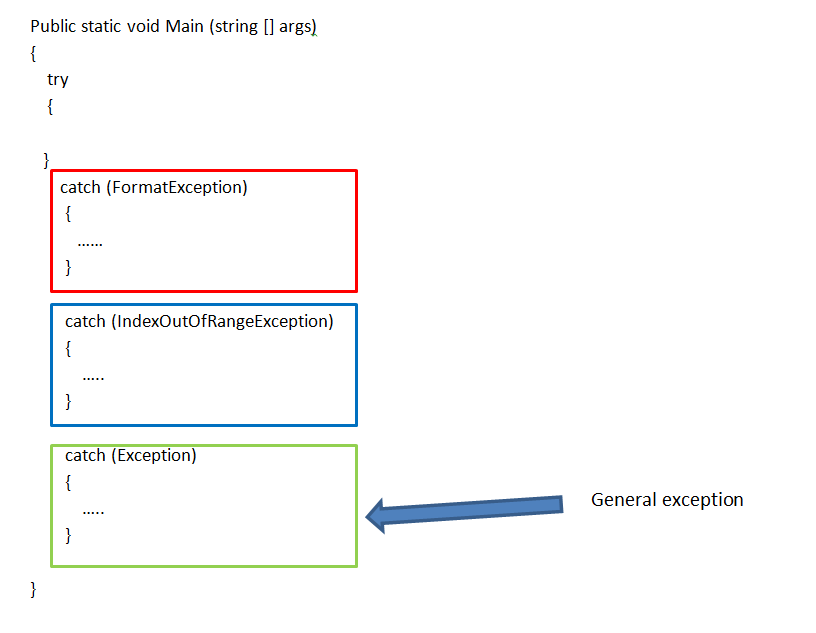 Public static void Main (string [] args)
{
try
{
}
catch (FormatException)
{
......
}
catch (IndexOutOfRangeException)
{
.....
}
catch (Exception)
{
.....
}
General exception
}